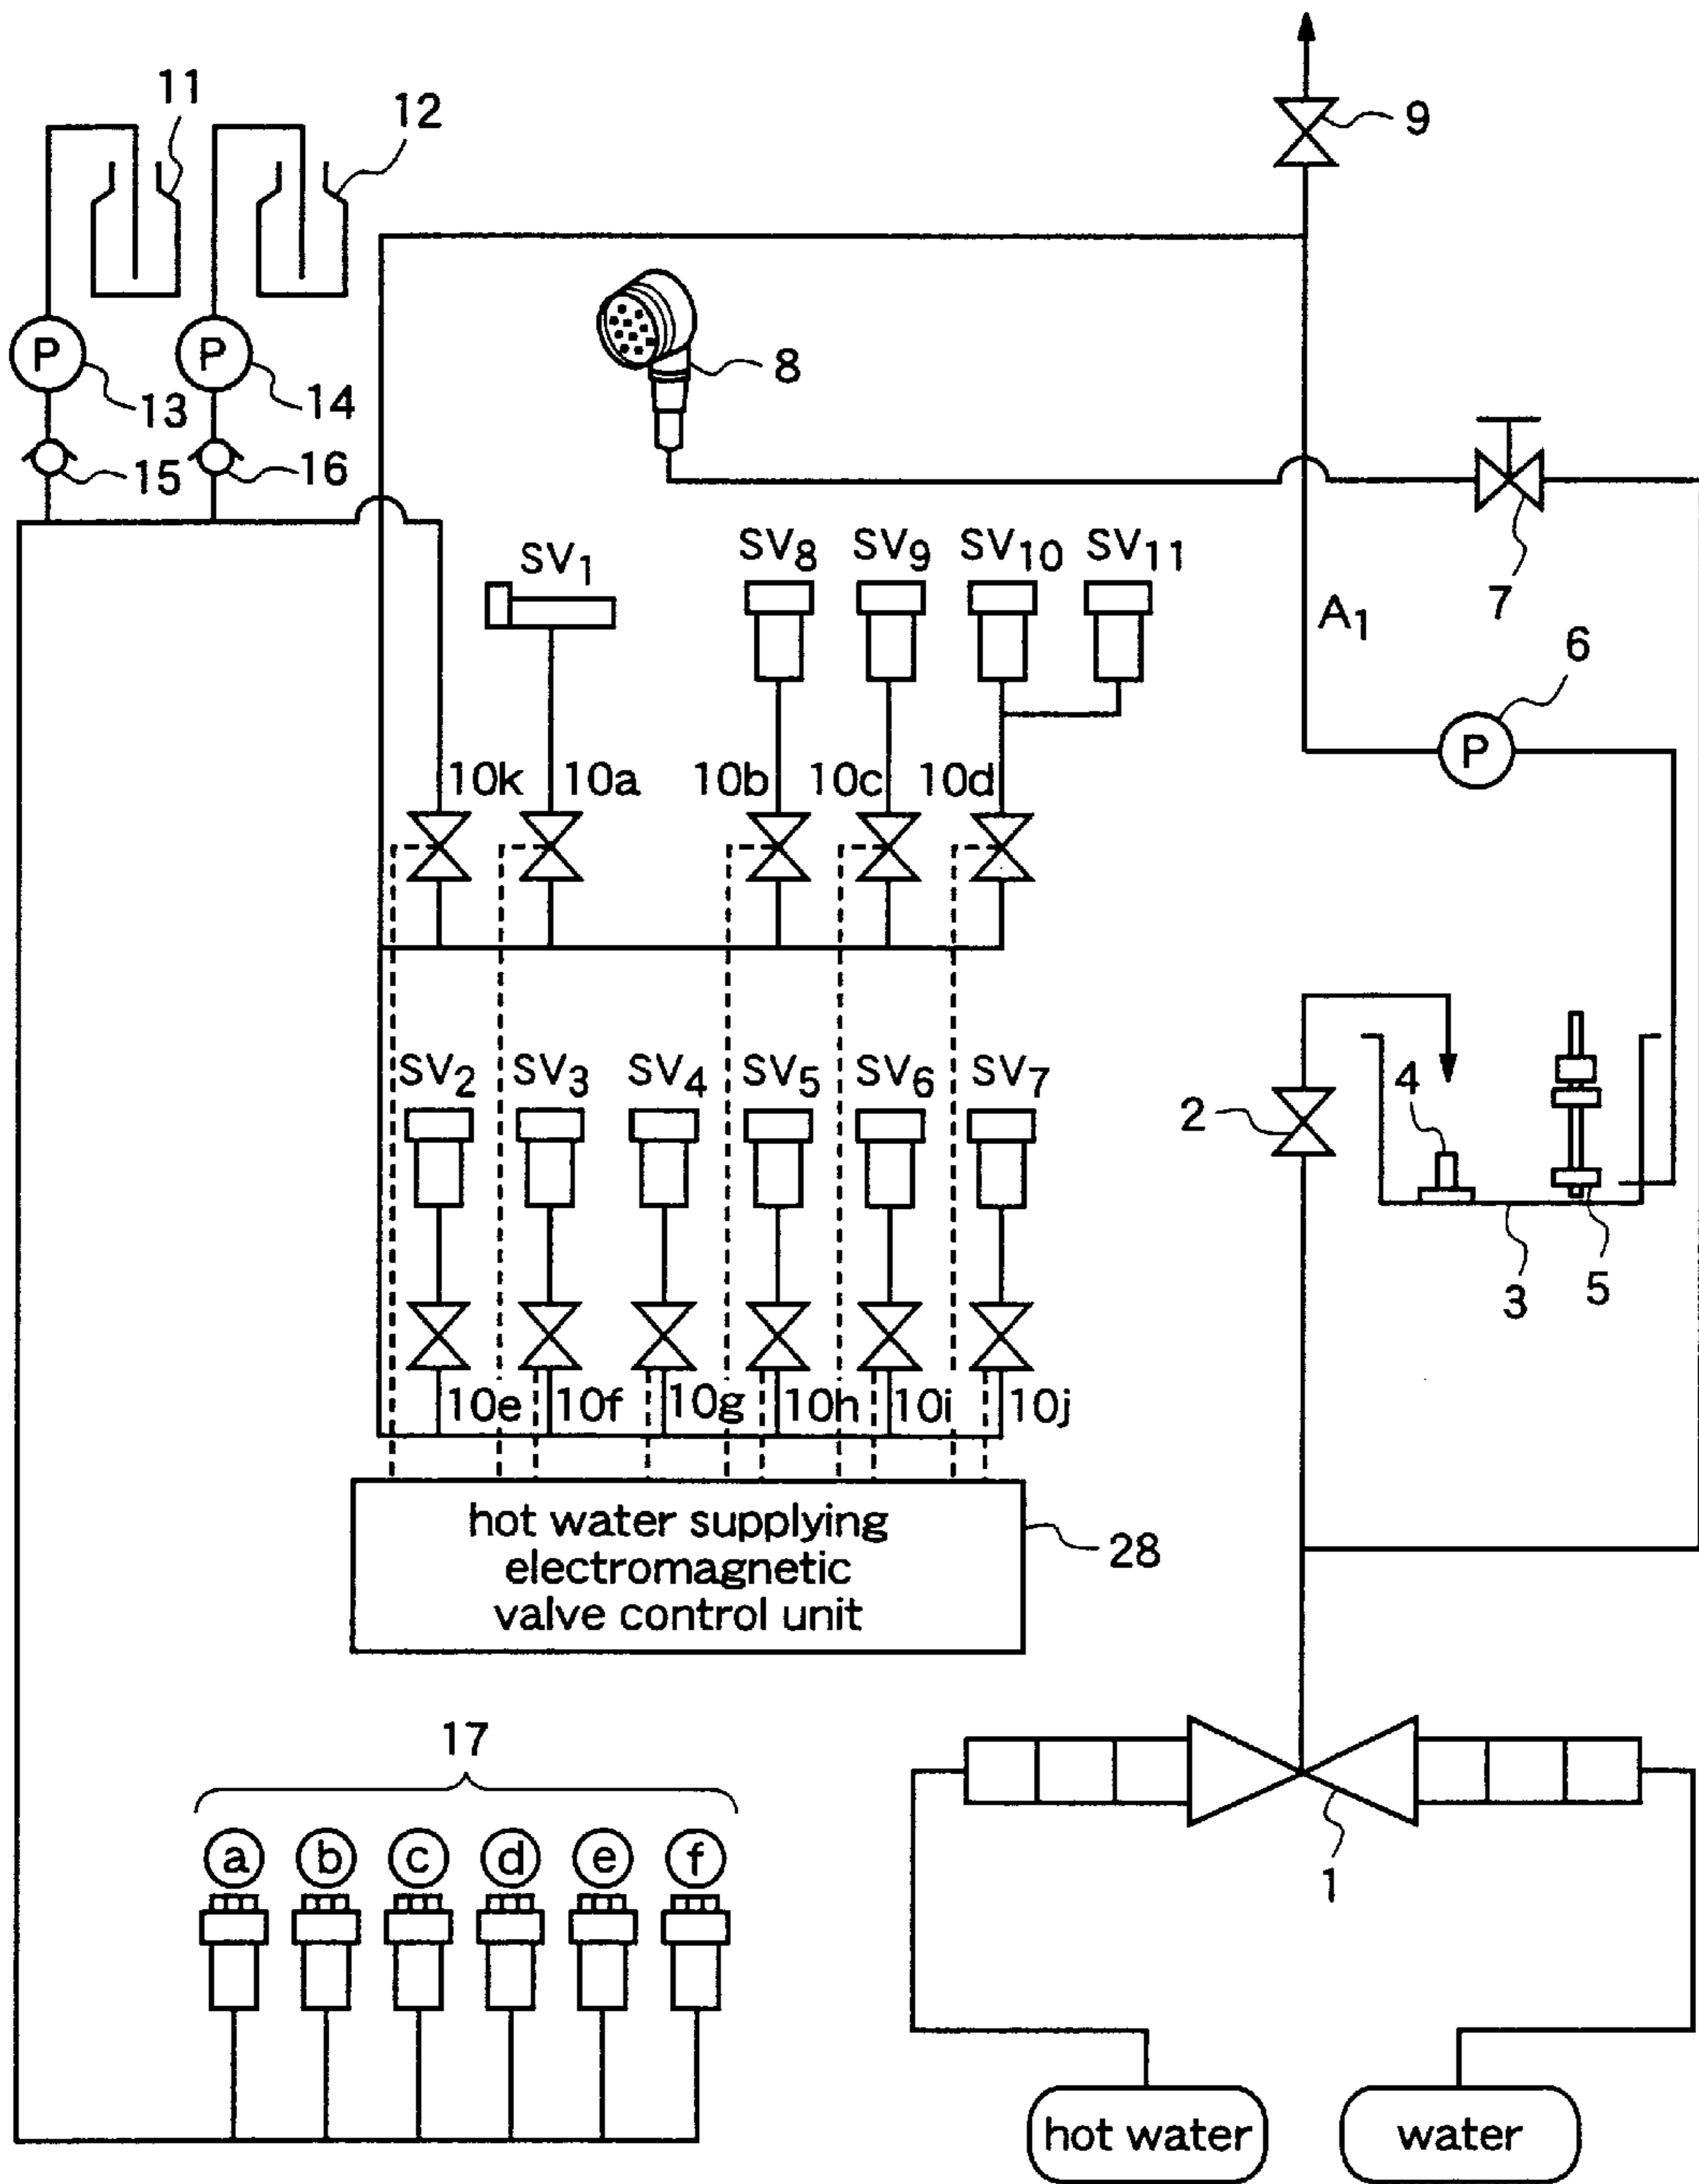 11
12
9
P
P
13
14
8
15
16
7
SV1
SV8
SV9
SV10
SV11
A1
6
P
10k
10a
10b
10c
10d
SV2
SV3
SV4
SV5
SV6
SV7
2
4
3
5
10e
10f
10g
10h
10i
10j
hot water supplying
electromagnetic
valve control unit
28
17
a
b
c
d
e
f
1
hot water
water